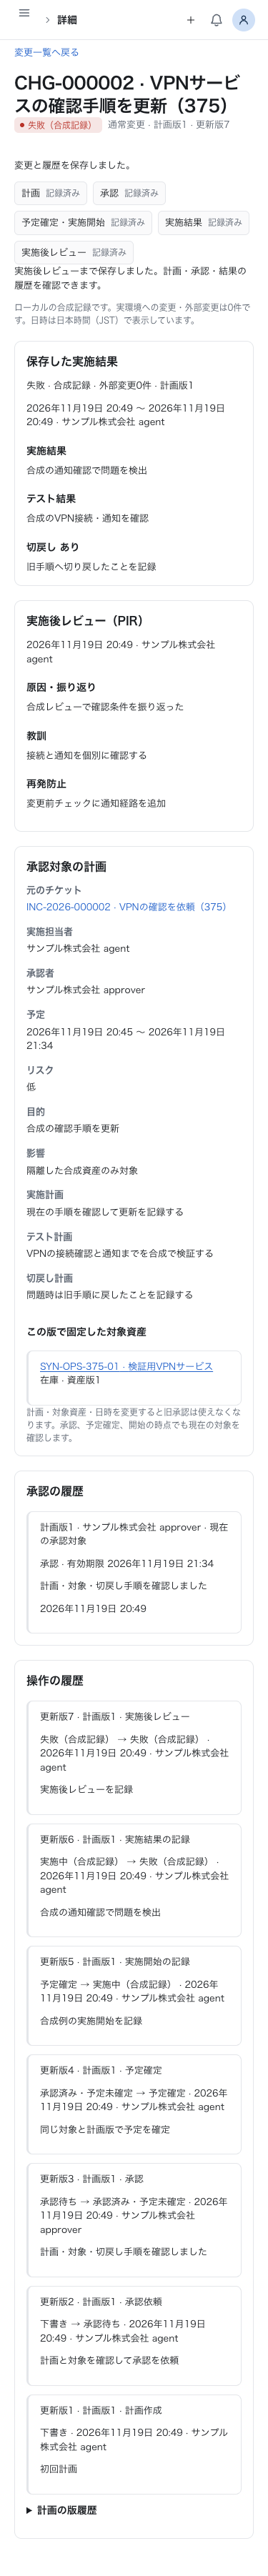 詳細
変更一覧へ戻る
CHG-000002 · VPNサービ
スの確認手順を更新（375）
失敗（合成記録） 通常変更 · 計画版1 · 更新版7
変更と履歴を保存しました。
計画 記録済み 承認 記録済み
予定確定・実施開始 記録済み 実施結果 記録済み
実施後レビュー 記録済み
実施後レビューまで保存しました。計画・承認・結果の
履歴を確認できます。
ローカルの合成記録です。実環境への変更・外部変更は0件で
す。日時は日本時間（JST）で表示しています。
保存した実施結果
失敗 · 合成記録 · 外部変更0件 · 計画版1
2026年11月19日 20:49 〜 2026年11月19日
20:49 · サンプル株式会社 agent
実施結果
合成の通知確認で問題を検出
テスト結果
合成のVPN接続・通知を確認
切戻し あり
旧手順へ切り戻したことを記録
実施後レビュー（PIR）
2026年11月19日 20:49 · サンプル株式会社
agent
原因・振り返り
合成レビューで確認条件を振り返った
教訓
接続と通知を個別に確認する
再発防止
変更前チェックに通知経路を追加
承認対象の計画
元のチケット
INC-2026-000002 · VPNの確認を依頼（375）
実施担当者
サンプル株式会社 agent
承認者
サンプル株式会社 approver
予定
2026年11月19日 20:45 〜 2026年11月19日
21:34
リスク
低
目的
合成の確認手順を更新
影響
隔離した合成資産のみ対象
実施計画
現在の手順を確認して更新を記録する
テスト計画
VPNの接続確認と通知までを合成で検証する
切戻し計画
問題時は旧手順に戻したことを記録する
この版で固定した対象資産
SYN-OPS-375-01 · 検証用VPNサービス
在庫 · 資産版1
計画・対象資産・日時を変更すると旧承認は使えなくな
ります。承認、予定確定、開始の時点でも現在の対象を
確認します。
承認の履歴
計画版1 · サンプル株式会社 approver · 現在
の承認対象
承認 · 有効期限 2026年11月19日 21:34
計画・対象・切戻し手順を確認しました
2026年11月19日 20:49
操作の履歴
更新版7 · 計画版1 · 実施後レビュー
失敗（合成記録） → 失敗（合成記録） ·
2026年11月19日 20:49 · サンプル株式会社
agent
実施後レビューを記録
更新版6 · 計画版1 · 実施結果の記録
実施中（合成記録） → 失敗（合成記録） ·
2026年11月19日 20:49 · サンプル株式会社
agent
合成の通知確認で問題を検出
更新版5 · 計画版1 · 実施開始の記録
予定確定 → 実施中（合成記録） · 2026年
11月19日 20:49 · サンプル株式会社 agent
合成例の実施開始を記録
更新版4 · 計画版1 · 予定確定
承認済み・予定未確定 → 予定確定 · 2026年
11月19日 20:49 · サンプル株式会社 agent
同じ対象と計画版で予定を確定
更新版3 · 計画版1 · 承認
承認待ち → 承認済み・予定未確定 · 2026年
11月19日 20:49 · サンプル株式会社
approver
計画・対象・切戻し手順を確認しました
更新版2 · 計画版1 · 承認依頼
下書き → 承認待ち · 2026年11月19日
20:49 · サンプル株式会社 agent
計画と対象を確認して承認を依頼
更新版1 · 計画版1 · 計画作成
下書き · 2026年11月19日 20:49 · サンプル
株式会社 agent
初回計画
計画の版履歴